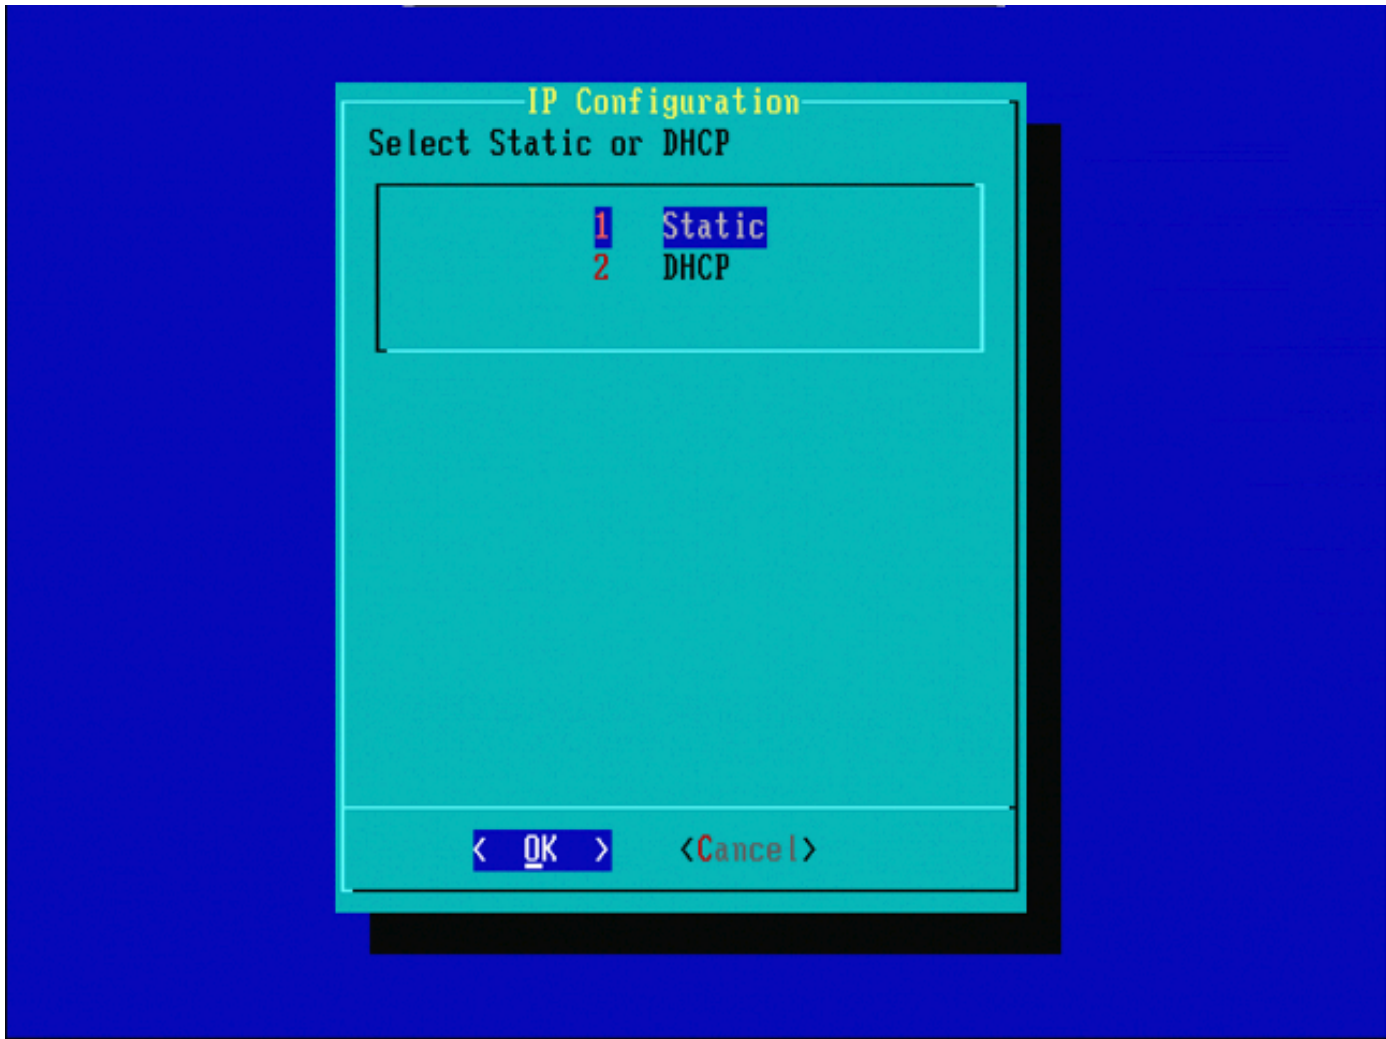 IP Configuration
Select Static or DHCP
1 Static
2 DHCP
< OK > <Cancel>